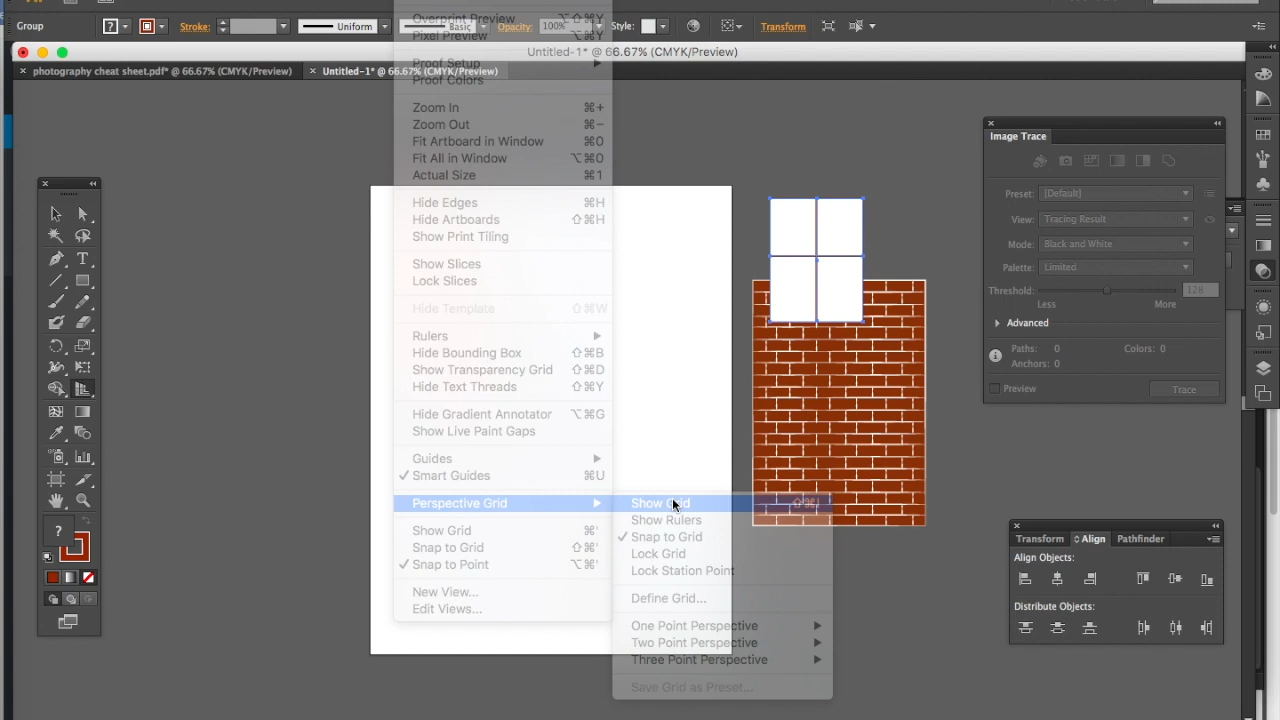 Group
?
Stroke:
Uniform
Basic
Opacity: 100%
Style:
Transform
Untitled-1* @ 66.67% (CMYK/Preview)
photography cheat sheet.pdf* @ 66.67% (CMYK/Preview)
Untitled-1* @ 66.67% (CMYK/Preview)
Overprint Preview ⌥⇧⌘Y
Pixel Preview ⌥⌘Y
Proof Setup
Proof Colors
Zoom In ⌘+
Zoom Out ⌘−
Fit Artboard in Window ⌘0
Fit All in Window ⌥⌘0
Actual Size ⌘1
Hide Edges ⌘H
Hide Artboards ⇧⌘H
Show Print Tiling
Show Slices
Lock Slices
Hide Template ⇧⌘W
Rulers
Hide Bounding Box ⇧⌘B
Show Transparency Grid ⇧⌘D
Hide Text Threads ⇧⌘Y
Hide Gradient Annotator ⌥⌘G
Show Live Paint Gaps
Guides
✓ Smart Guides ⌘U
Perspective Grid
Show Grid ⌘'
Snap to Grid ⇧⌘'
✓ Snap to Point ⌥⌘'
New View...
Edit Views...
Show Grid ⇧⌘I
Show Rulers
✓ Snap to Grid
Lock Grid
Lock Station Point
Define Grid...
One Point Perspective
Two Point Perspective
Three Point Perspective
Save Grid as Preset...
T
?
Image Trace
Preset: [Default]
View: Tracing Result
Mode: Black and White
Palette: Limited
Threshold: 128
Less More
Advanced
Paths: 0 Colors: 0
Anchors: 0
Preview Trace
Transform Align Pathfinder
Align Objects:
Distribute Objects: